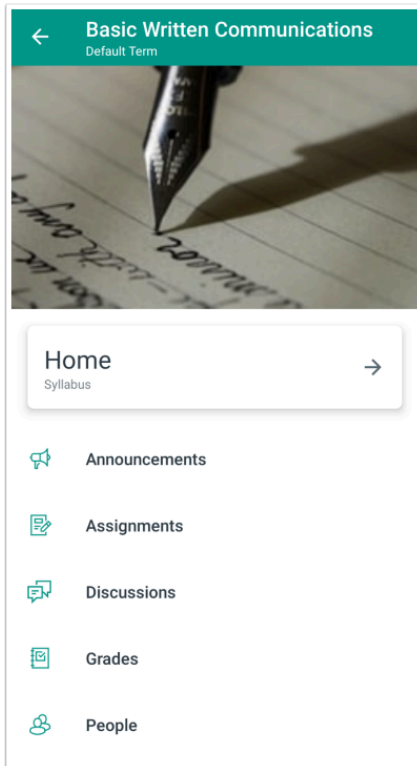 Basic Written Communications
Default Term
Home
Syllabus
Announcements
Assignments
Discussions
Grades
People